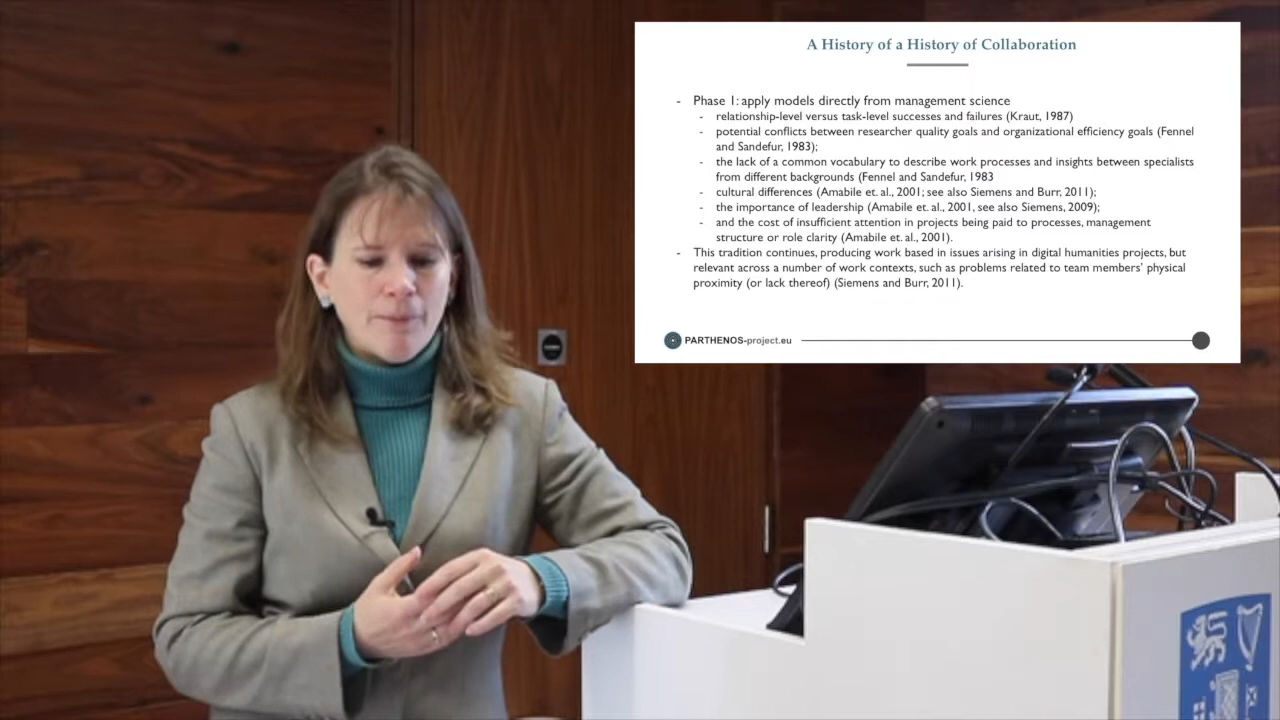 A History of a History of Collaboration
- Phase 1: apply models directly from management science
- relationship-level versus task-level successes and failures (Kraut, 1987)
- potential conflicts between researcher quality goals and organizational efficiency goals (Fennel
and Sandefur, 1983);
- the lack of a common vocabulary to describe work processes and insights between specialists
from different backgrounds (Fennel and Sandefur, 1983
- cultural differences (Amabile et. al., 2001; see also Siemens and Burr, 2011);
- the importance of leadership (Amabile et. al., 2001, see also Siemens, 2009);
- and the cost of insufficient attention in projects being paid to processes, management
structure or role clarity (Amabile et. al., 2001).
- This tradition continues, producing work based in issues arising in digital humanities projects, but
relevant across a number of work contexts, such as problems related to team members' physical
proximity (or lack thereof) (Siemens and Burr, 2011).
PARTHENOS-project.eu